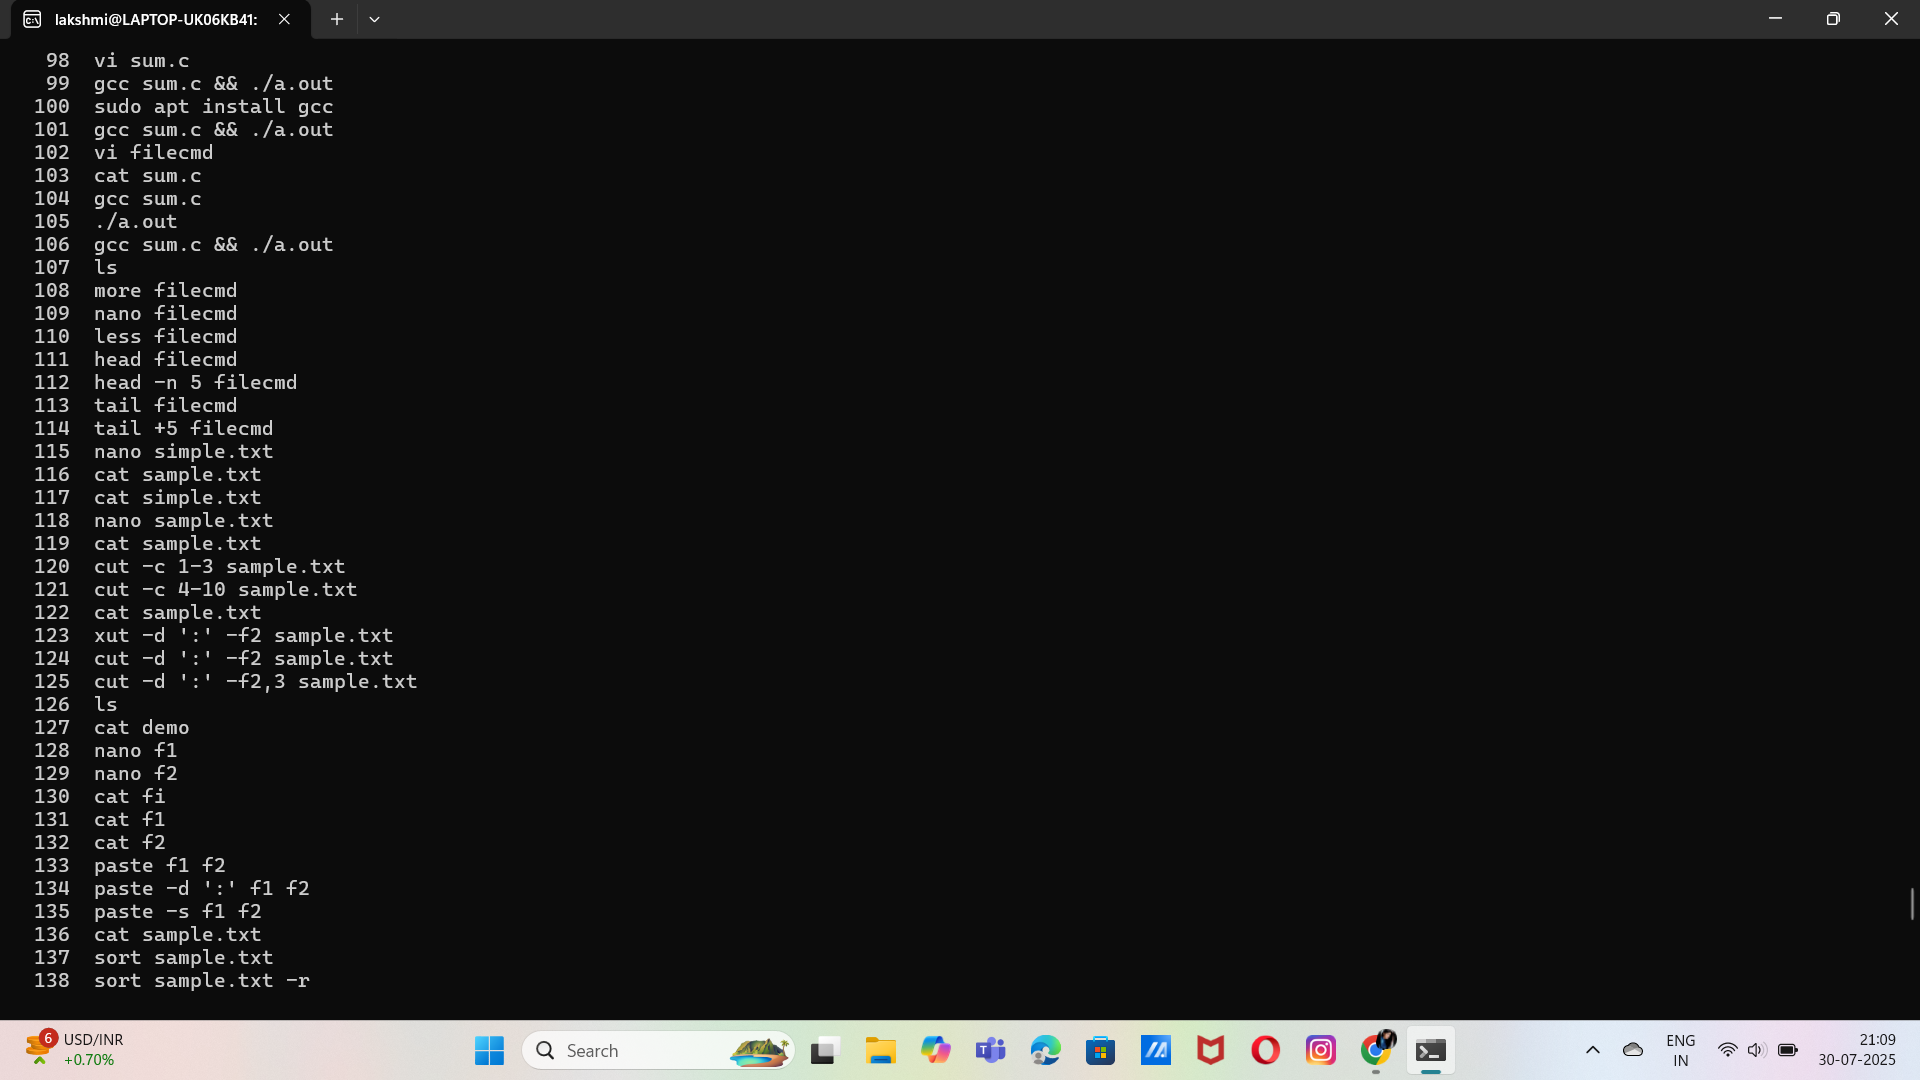 lakshmi@LAPTOP-UK06KB41:
98 vi sum.c
99 gcc sum.c && ./a.out
100 sudo apt install gcc
101 gcc sum.c && ./a.out
102 vi filecmd
103 cat sum.c
104 gcc sum.c
105 ./a.out
106 gcc sum.c && ./a.out
107 ls
108 more filecmd
109 nano filecmd
110 less filecmd
111 head filecmd
112 head -n 5 filecmd
113 tail filecmd
114 tail +5 filecmd
115 nano simple.txt
116 cat sample.txt
117 cat simple.txt
118 nano sample.txt
119 cat sample.txt
120 cut -c 1-3 sample.txt
121 cut -c 4-10 sample.txt
122 cat sample.txt
123 xut -d ':' -f2 sample.txt
124 cut -d ':' -f2 sample.txt
125 cut -d ':' -f2,3 sample.txt
126 ls
127 cat demo
128 nano f1
129 nano f2
130 cat fi
131 cat f1
132 cat f2
133 paste f1 f2
134 paste -d ':' f1 f2
135 paste -s f1 f2
136 cat sample.txt
137 sort sample.txt
138 sort sample.txt -r
6 USD/INR
+0.70%
Search
ENG
IN
21:09
30-07-2025